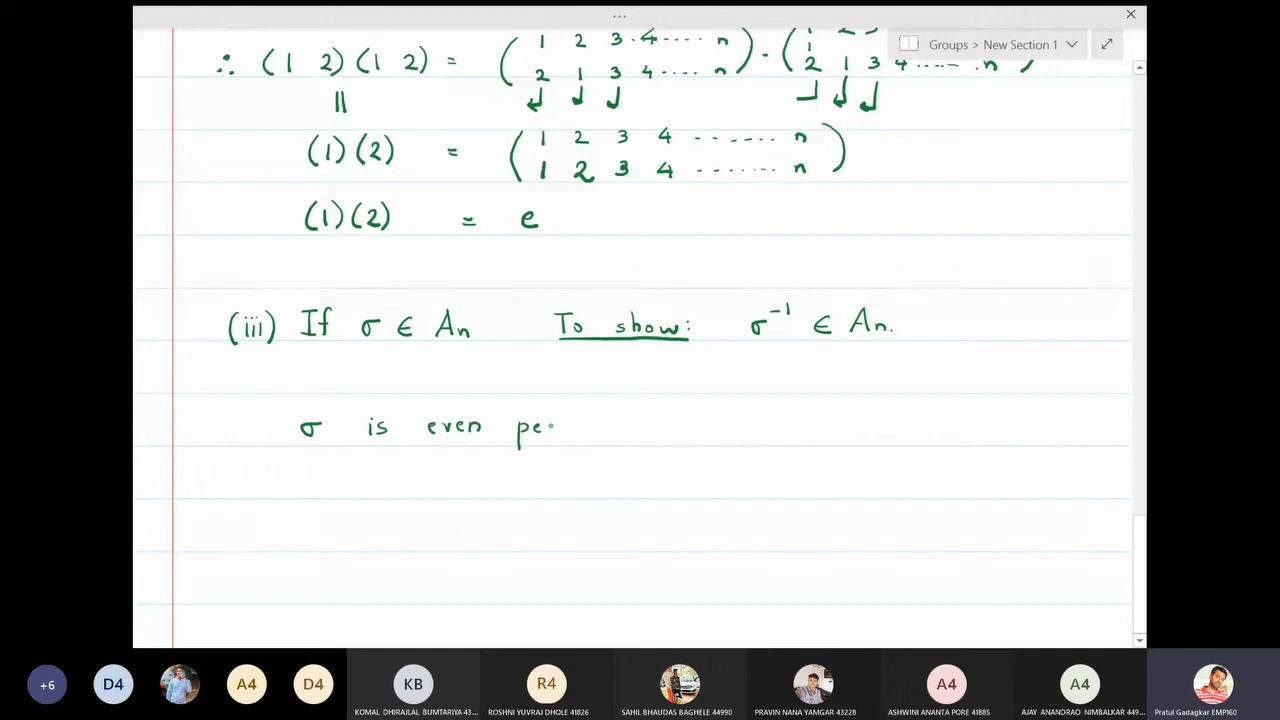 Groups > New Section 1
1 2 3 4 .... n
∴ (1 2)(1 2) = ( 2 1 3 4 .... n ) . ( 2 1 3 4 ..... n )
||
(1)(2) = ( 1 2 3 4 ....... n
1 2 3 4 ........ n )
(1)(2) = e
(iii) If σ ∈ An To show: σ⁻¹ ∈ An.
σ is even pe
+6 D4 A4 D4 KB R4 A4 A4
KOMAL DHIRAJLAL BUMTARIYA 43... ROSHNI YUVRAJ DHOLE 41826 SAHIL BHAUDAS BAGHELE 44990 PRAVIN NANA YAMGAR 43228 ASHWINI ANANTA PORE 41885 AJAY ANANDRAO NIMBALKAR 449... Pratul Gadagkar EMP160